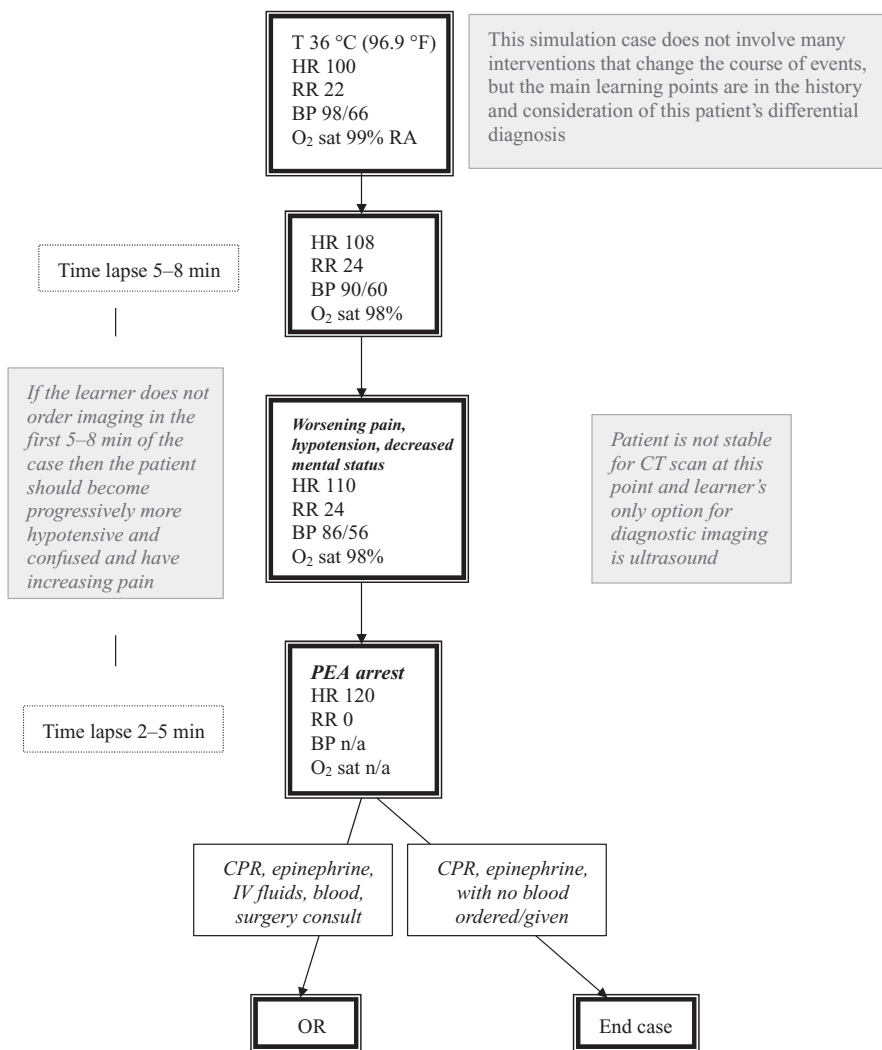 T 36 °C (96.9 °F)
HR 100
RR 22
BP 98/66
O₂ sat 99% RA
This simulation case does not involve many
interventions that change the course of events,
but the main learning points are in the history
and consideration of this patient's differential
diagnosis
HR 108
RR 24
BP 90/60
O₂ sat 98%
Time lapse 5–8 min
If the learner does not
order imaging in the
first 5–8 min of the
case then the patient
should become
progressively more
hypotensive and
confused and have
increasing pain
Worsening pain,
hypotension, decreased
mental status
HR 110
RR 24
BP 86/56
O₂ sat 98%
Patient is not stable
for CT scan at this
point and learner's
only option for
diagnostic imaging
is ultrasound
PEA arrest
HR 120
RR 0
BP n/a
O₂ sat n/a
Time lapse 2–5 min
CPR, epinephrine,
IV fluids, blood,
surgery consult
CPR, epinephrine,
with no blood
ordered/given
OR
End case